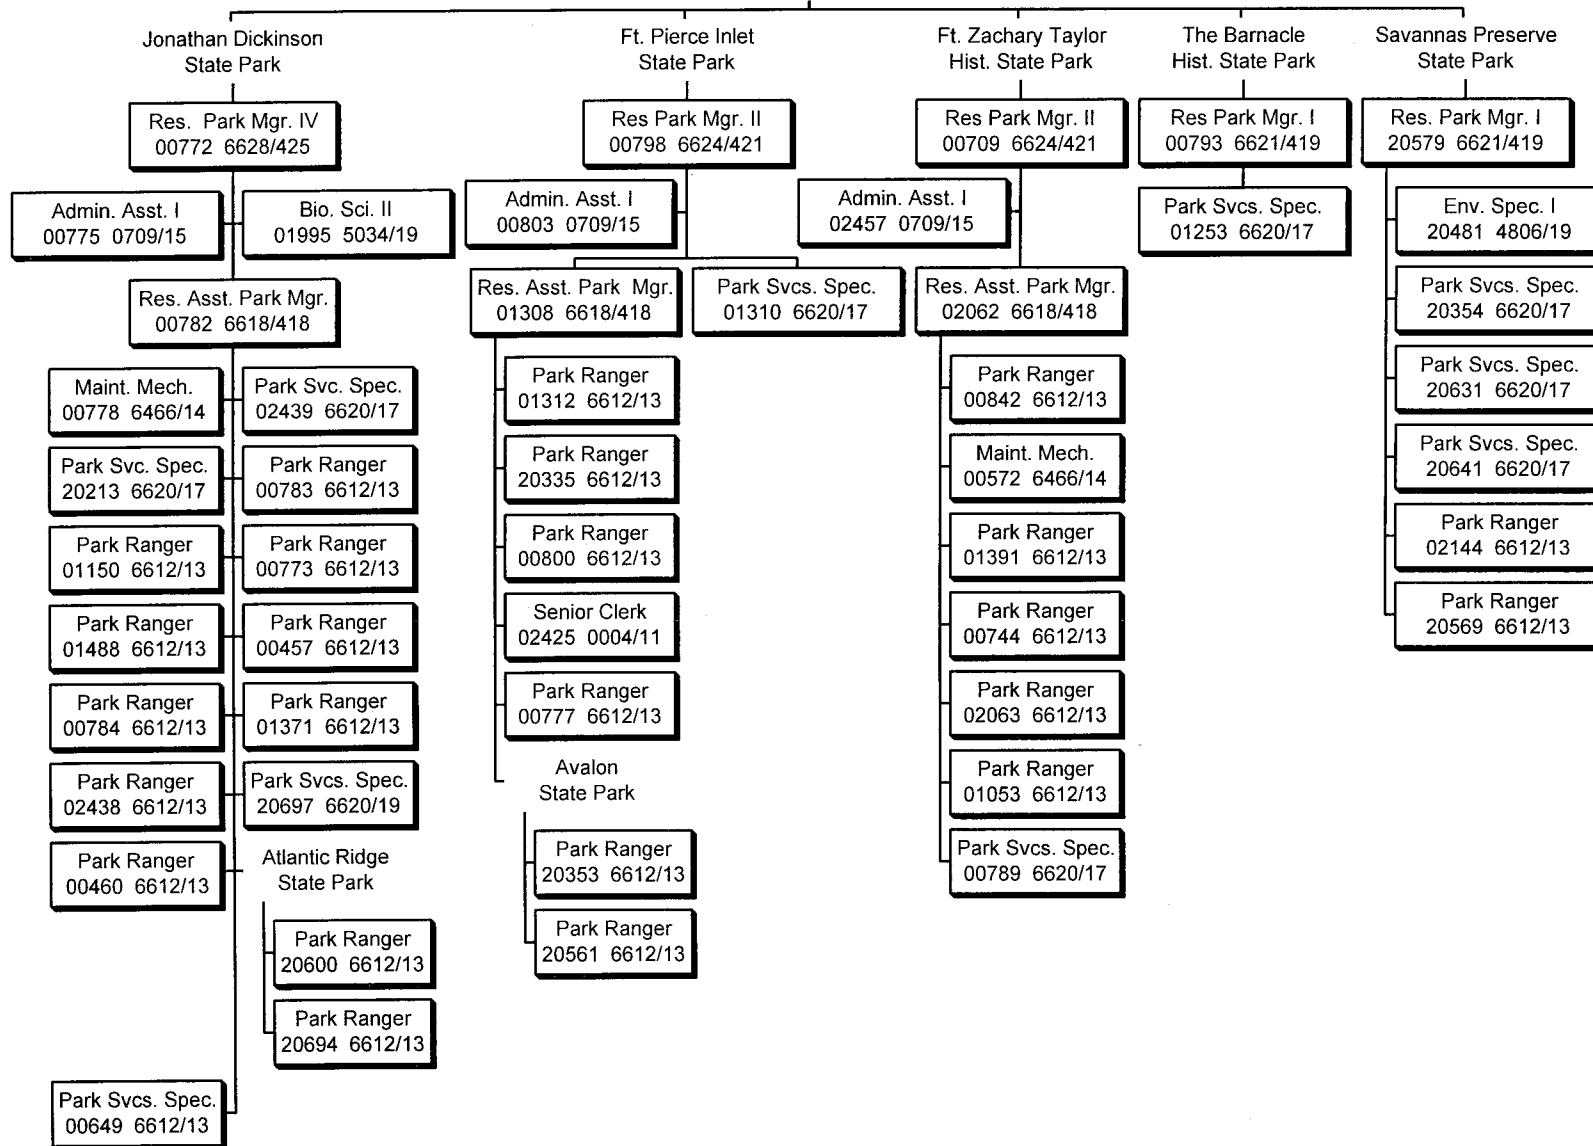 Jonathan Dickinson
State Park
Res. Park Mgr. IV
00772 6628/425
Admin. Asst. I
00775 0709/15
Bio. Sci. II
01995 5034/19
Res. Asst. Park Mgr.
00782 6618/418
Maint. Mech.
00778 6466/14
Park Svc. Spec.
02439 6620/17
Park Svc. Spec.
20213 6620/17
Park Ranger
00783 6612/13
Park Ranger
01150 6612/13
Park Ranger
00773 6612/13
Park Ranger
01488 6612/13
Park Ranger
00457 6612/13
Park Ranger
00784 6612/13
Park Ranger
01371 6612/13
Park Ranger
02438 6612/13
Park Svcs. Spec.
20697 6620/19
Park Ranger
00460 6612/13
Atlantic Ridge
State Park
Park Ranger
20600 6612/13
Park Ranger
20694 6612/13
Park Svcs. Spec.
00649 6612/13
Ft. Pierce Inlet
State Park
Res Park Mgr. II
00798 6624/421
Admin. Asst. I
00803 0709/15
Res. Asst. Park Mgr.
01308 6618/418
Park Svcs. Spec.
01310 6620/17
Park Ranger
01312 6612/13
Park Ranger
20335 6612/13
Park Ranger
00800 6612/13
Senior Clerk
02425 0004/11
Park Ranger
00777 6612/13
Avalon
State Park
Park Ranger
20353 6612/13
Park Ranger
20561 6612/13
Ft. Zachary Taylor
Hist. State Park
Res Park Mgr. II
00709 6624/421
Admin. Asst. I
02457 0709/15
Res. Asst. Park Mgr.
02062 6618/418
Park Ranger
00842 6612/13
Maint. Mech.
00572 6466/14
Park Ranger
01391 6612/13
Park Ranger
00744 6612/13
Park Ranger
02063 6612/13
Park Ranger
01053 6612/13
Park Svcs. Spec.
00789 6620/17
The Barnacle
Hist. State Park
Res Park Mgr. I
00793 6621/419
Park Svcs. Spec.
01253 6620/17
Savannas Preserve
State Park
Res. Park Mgr. I
20579 6621/419
Env. Spec. I
20481 4806/19
Park Svcs. Spec.
20354 6620/17
Park Svcs. Spec.
20631 6620/17
Park Svcs. Spec.
20641 6620/17
Park Ranger
02144 6612/13
Park Ranger
20569 6612/13